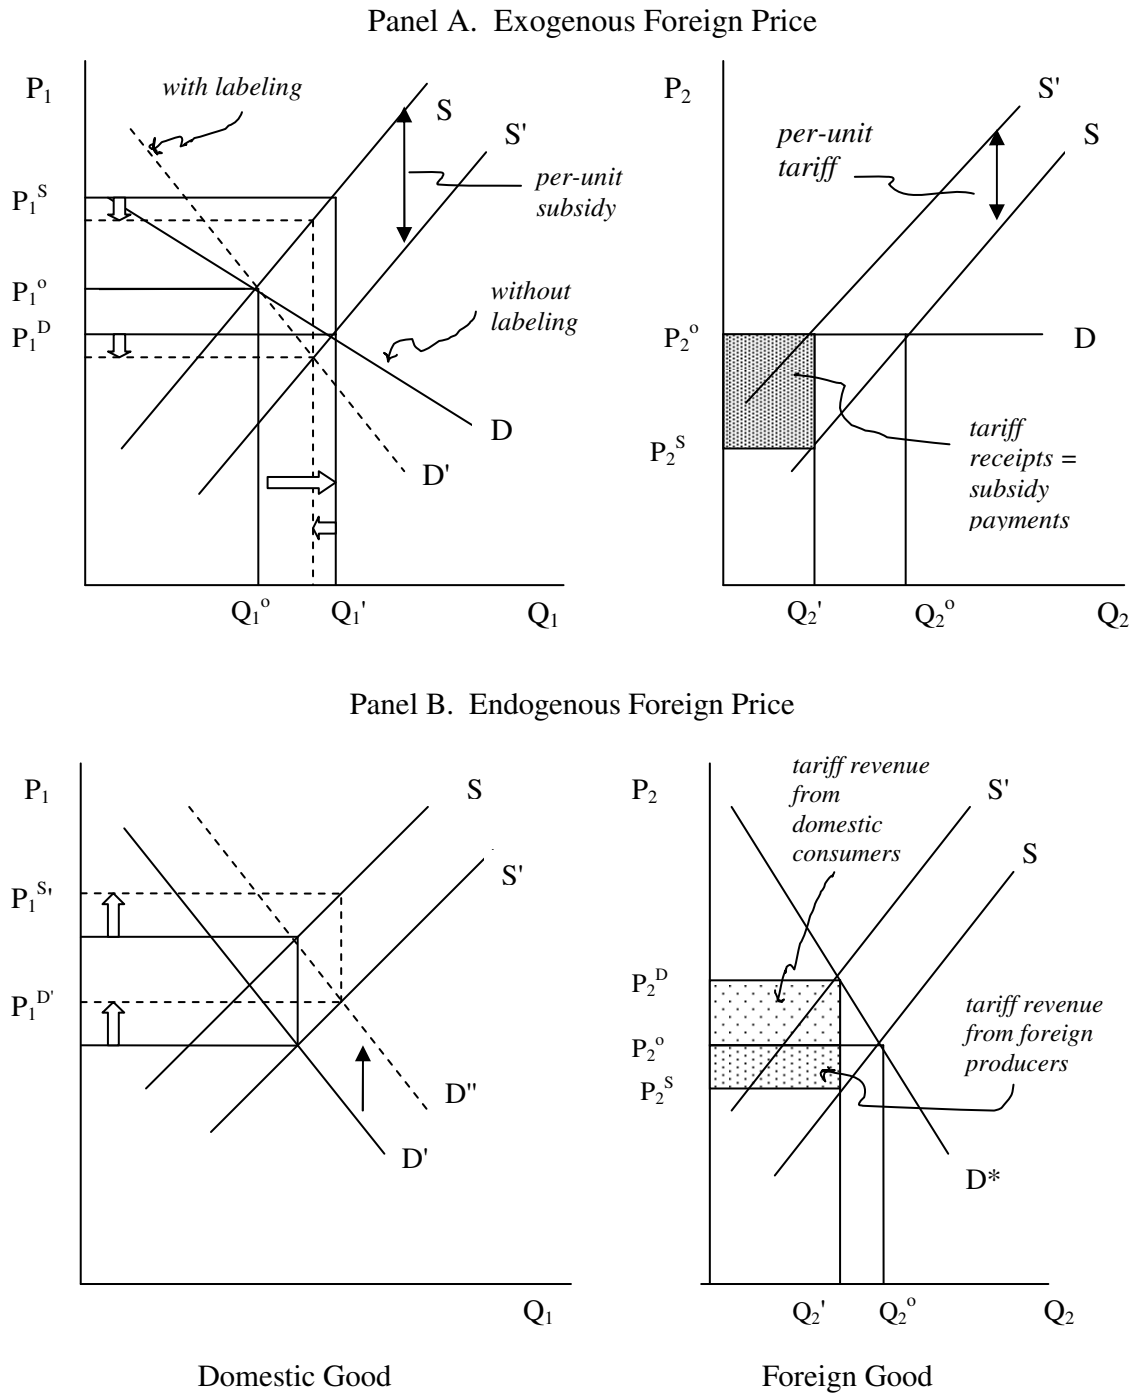 Panel A. Exogenous Foreign Price
P₁
with labeling
S
S'
per-unit
subsidy
P₁ˢ
P₁ᵒ
P₁ᴰ
without
labeling
D
D'
Q₁ᵒ
Q₁'
Q₁
P₂
S'
S
per-unit
tariff
P₂ᵒ
D
P₂ˢ
tariff
receipts =
subsidy
payments
Q₂'
Q₂ᵒ
Q₂
Panel B. Endogenous Foreign Price
P₁
S
S'
P₁ˢ'
P₁ᴰ'
D"
D'
Q₁
Domestic Good
P₂
tariff revenue
from
domestic
consumers
S'
S
P₂ᴰ
P₂ᵒ
P₂ˢ
tariff revenue
from foreign
producers
D*
Q₂'
Q₂ᵒ
Q₂
Foreign Good